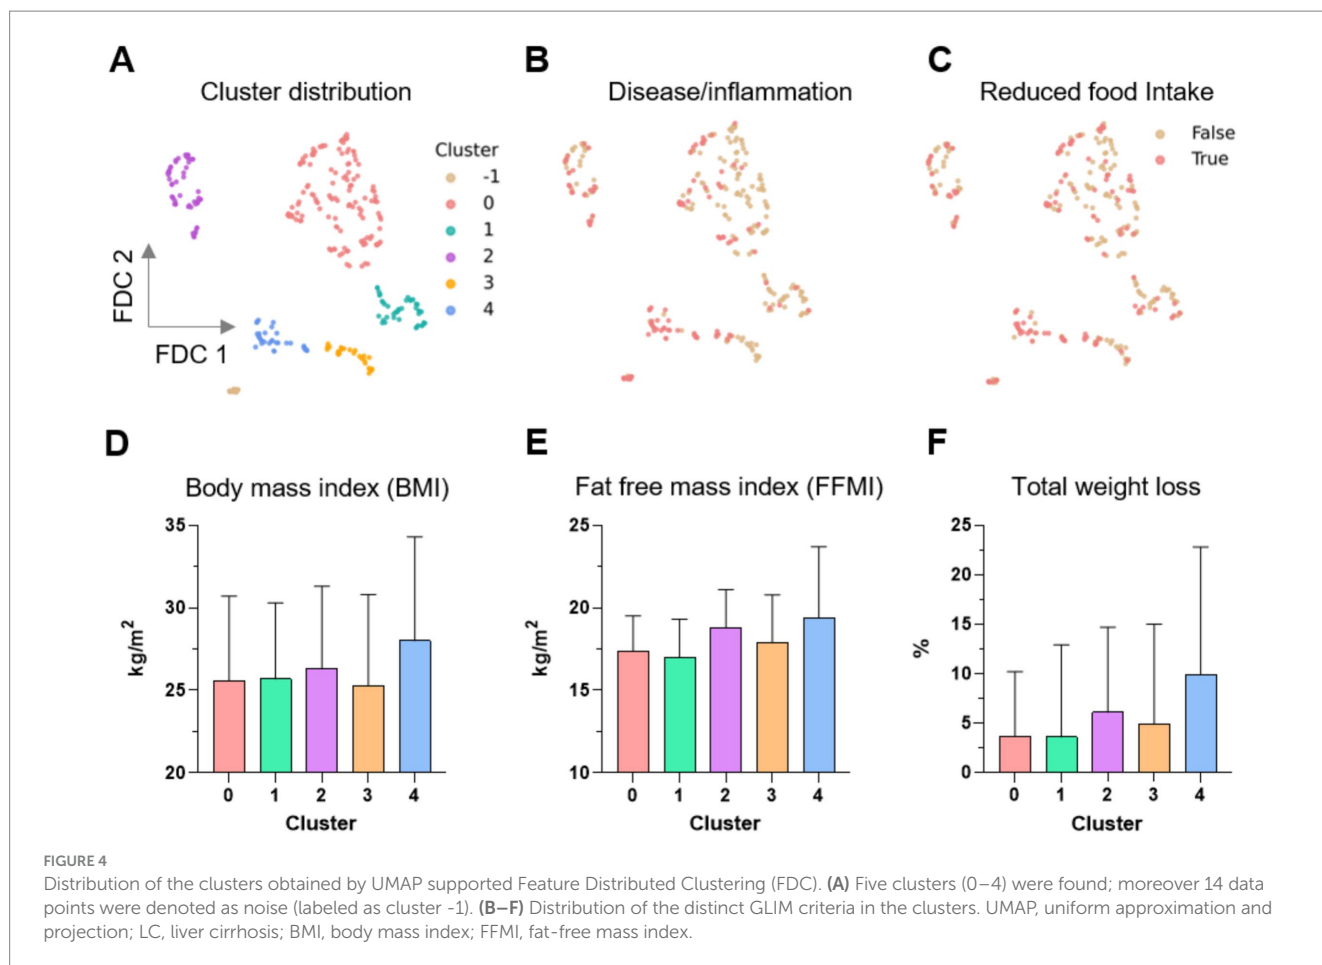 A
Cluster distribution
B
Disease/inflammation
C
Reduced food Intake
Cluster
-1
0
1
2
3
4
False
True
FDC 2
FDC 1
D
Body mass index (BMI)
35
30
25
20
kg/m²
0 1 2 3 4
Cluster
E
Fat free mass index (FFMI)
25
20
15
10
kg/m²
0 1 2 3 4
Cluster
F
Total weight loss
25
20
15
10
5
0
%
0 1 2 3 4
Cluster
FIGURE 4
Distribution of the clusters obtained by UMAP supported Feature Distributed Clustering (FDC). (A) Five clusters (0–4) were found; moreover 14 data
points were denoted as noise (labeled as cluster -1). (B–F) Distribution of the distinct GLIM criteria in the clusters. UMAP, uniform approximation and
projection; LC, liver cirrhosis; BMI, body mass index; FFMI, fat-free mass index.